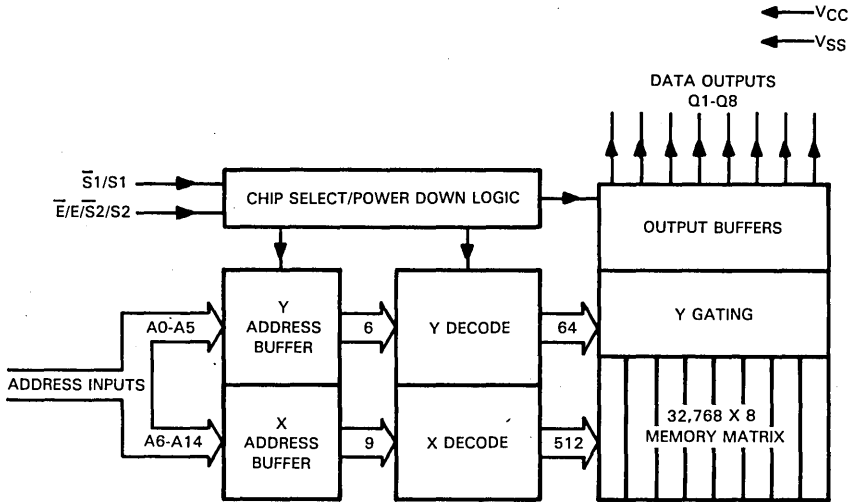 VCC
VSS
DATA OUTPUTS
Q1-Q8
S̅1/S1
E̅/E/S̅2/S2
CHIP SELECT/POWER DOWN LOGIC
OUTPUT BUFFERS
A0-A5
Y
ADDRESS
BUFFER
6
Y DECODE
64
Y GATING
ADDRESS INPUTS
A6-A14
X
ADDRESS
BUFFER
9
X DECODE
512
32,768 X 8
MEMORY MATRIX